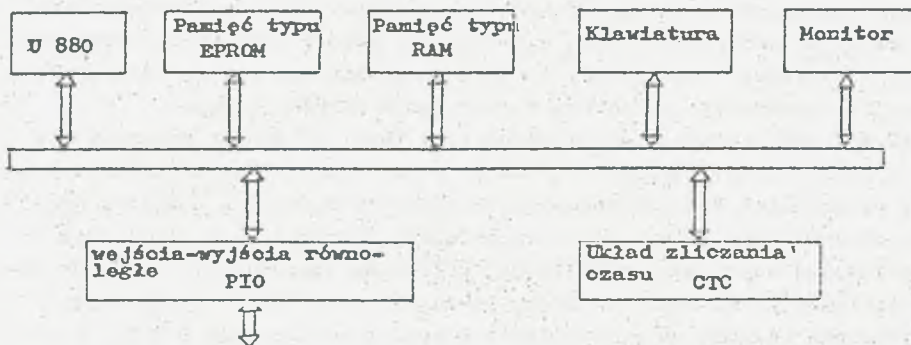 U 880
Pamięć typu
EPROM
Pamięć typu
RAM
Klawiatura
Monitor
wejścia-wyjścia równo-
ległe
PIO
Układ zliczania
czasu
CTC